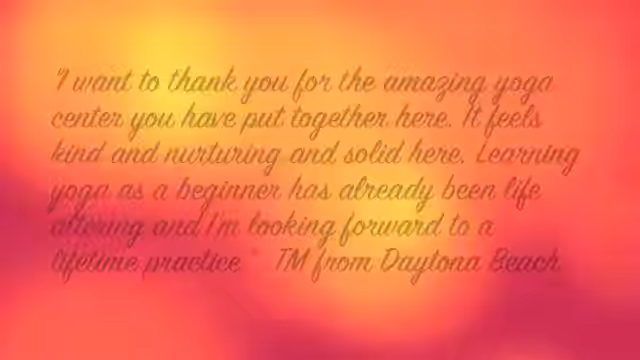 "I want to thank you for the amazing yoga
center you have put together here. It feels
kind and nurturing and solid here. Learning
yoga as a beginner has already been life
altering and I'm looking forward to a
lifetime practice." TM from Daytona Beach